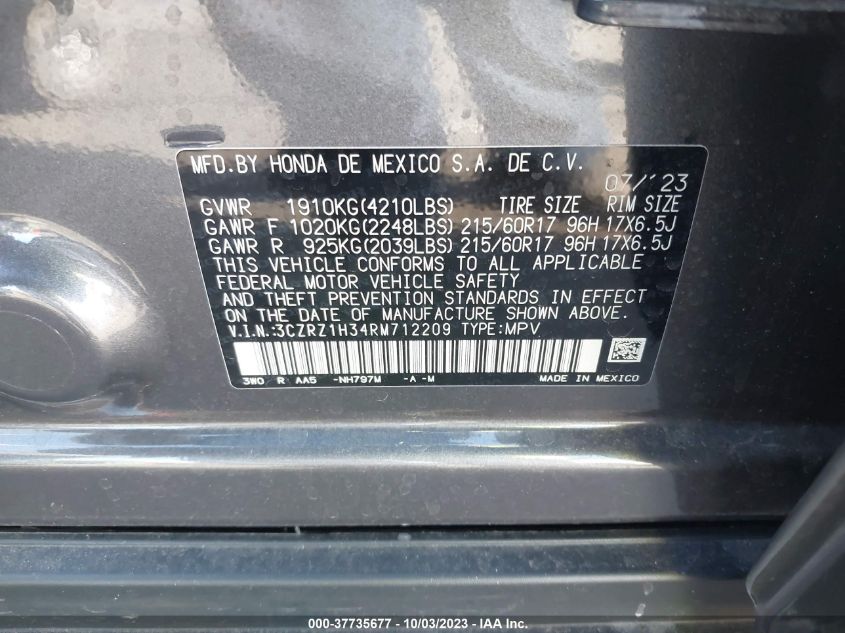 MFD.BY HONDA DE MEXICO S.A. DE C.V.
07/'23
GVWR 1910KG(4210LBS) TIRE SIZE RIM SIZE
GAWR F 1020KG(2248LBS) 215/60R17 96H 17X6.5J
GAWR R 925KG(2039LBS) 215/60R17 96H 17X6.5J
THIS VEHICLE CONFORMS TO ALL APPLICABLE
FEDERAL MOTOR VEHICLE SAFETY
AND THEFT PREVENTION STANDARDS IN EFFECT
ON THE DATE OF MANUFACTURE SHOWN ABOVE.
V.I.N.:3CZRZ1H34RM712209 TYPE:MPV
3W0 R AA5 -NH797M -A -M MADE IN MEXICO
000-37735677 - 10/03/2023 - IAA Inc.